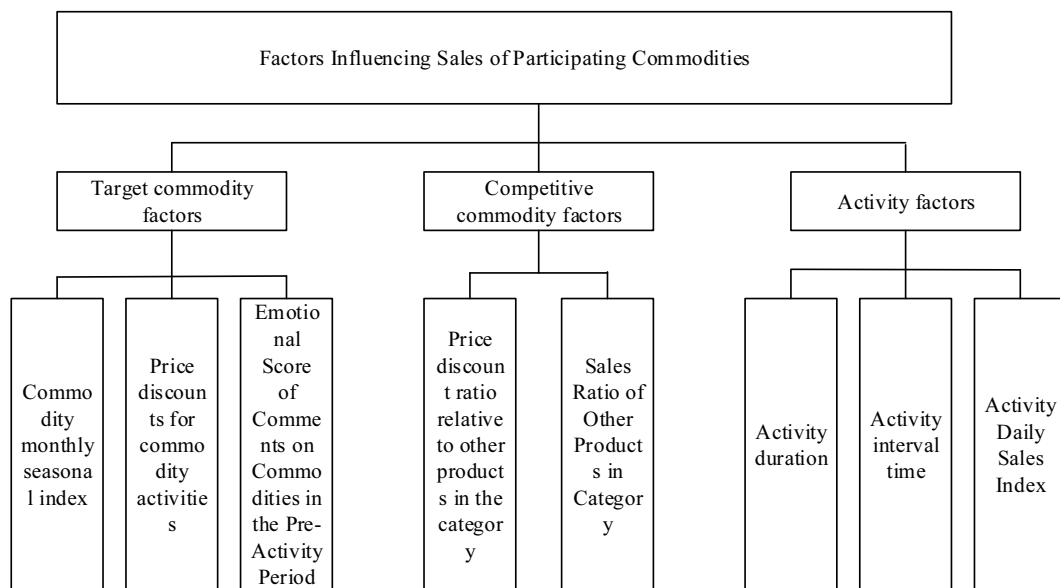 Factors Influencing Sales of Participating Commodities
Target commodity
factors
Competitive
commodity factors
Activity factors
Commo
dity
monthly
seasona
l index
Price
discoun
ts for
commo
dity
activitie
s
Emotio
nal
Score
of
Comme
nts on
Commo
dities in
the Pre-
Activity
Period
Price
discoun
t ratio
relative
to other
product
s in the
categor
y
Sales
Ratio of
Other
Product
s in
Categor
y
Activity
duration
Activity
interval
time
Activity
Daily
Sales
Index